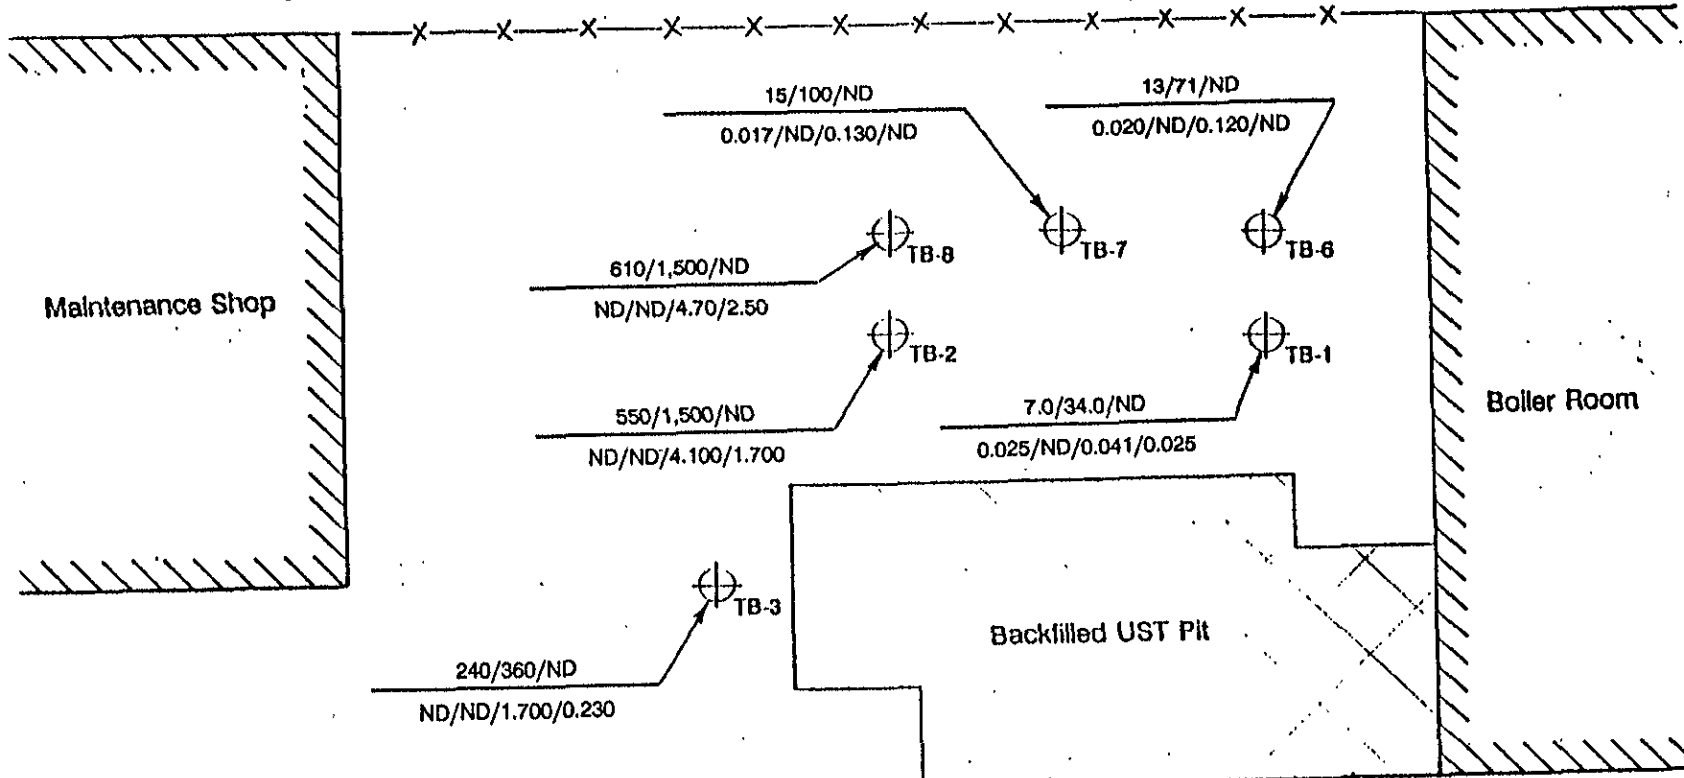 15/100/ND
0.017/ND/0.130/ND
13/71/ND
0.020/ND/0.120/ND
TB-8
TB-7
TB-6
610/1,500/ND
ND/ND/4.70/2.50
Maintenance Shop
TB-2
TB-1
550/1,500/ND
ND/ND/4.100/1.700
7.0/34.0/ND
0.025/ND/0.041/0.025
Boiler Room
TB-3
Backfilled UST Pit
240/360/ND
ND/ND/1.700/0.230